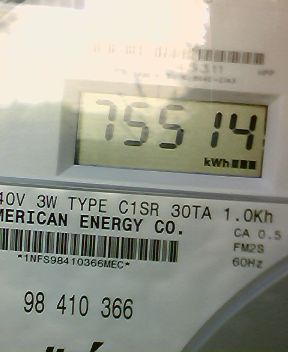 75514
kWh
40V 3W TYPE C1SR 30TA 1.0Kh
MERICAN ENERGY CO.
CA 0.5
FM2S
*1NFS98410366MEC*
60Hz
98 410 366